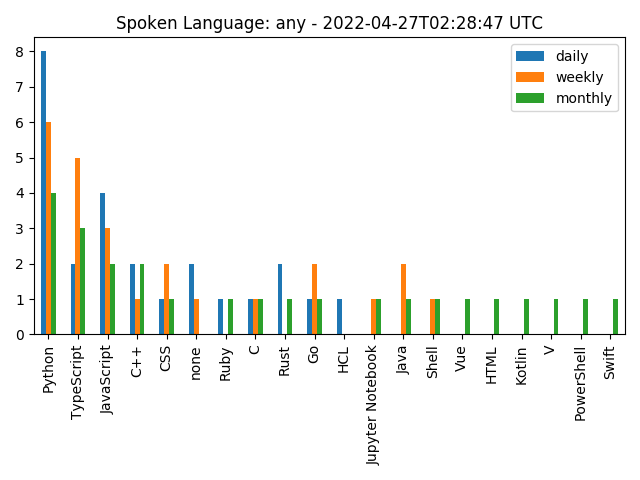 Spoken Language: any - 2022-04-27T02:28:47 UTC
daily
weekly
monthly
8
7
6
5
4
3
2
1
0
Python
TypeScript
JavaScript
C++
CSS
none
Ruby
C
Rust
Go
HCL
Jupyter Notebook
Java
Shell
Vue
HTML
Kotlin
V
PowerShell
Swift